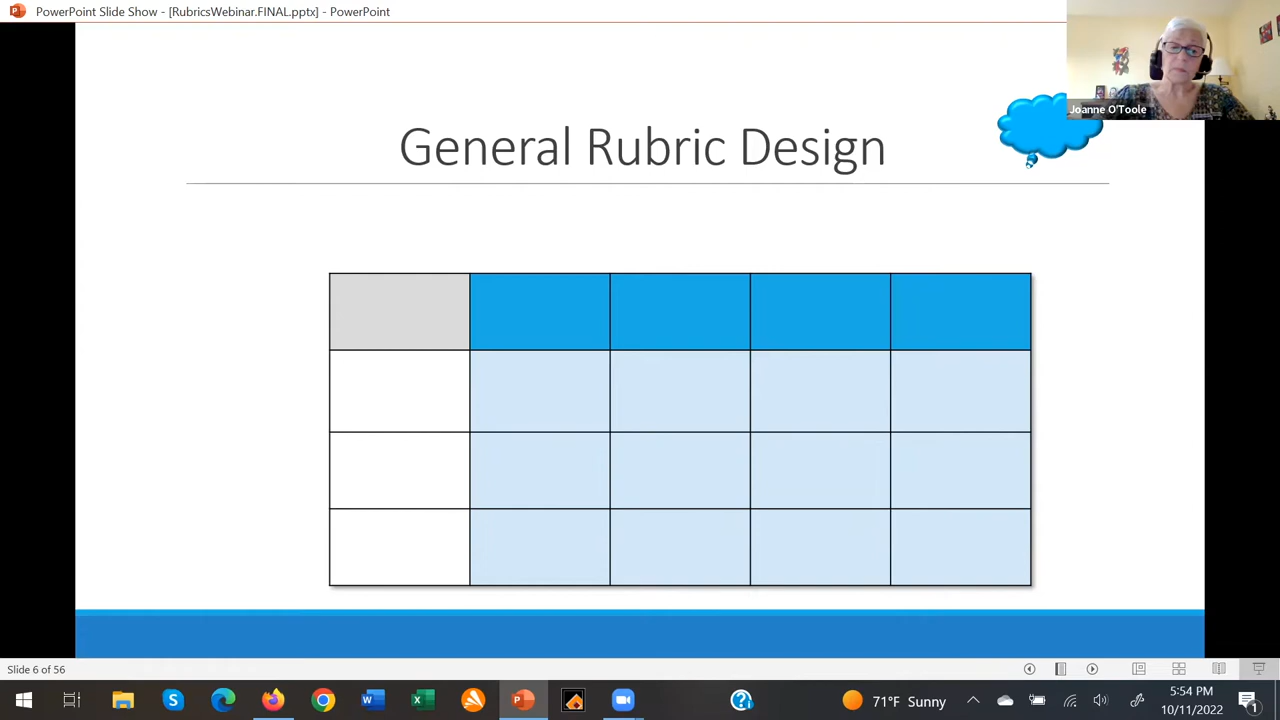 PowerPoint Slide Show - [RubricsWebinar.FINAL.pptx] - PowerPoint
Joanne O'Toole
General Rubric Design
Slide 6 of 56
71°F Sunny
5:54 PM
10/11/2022
1